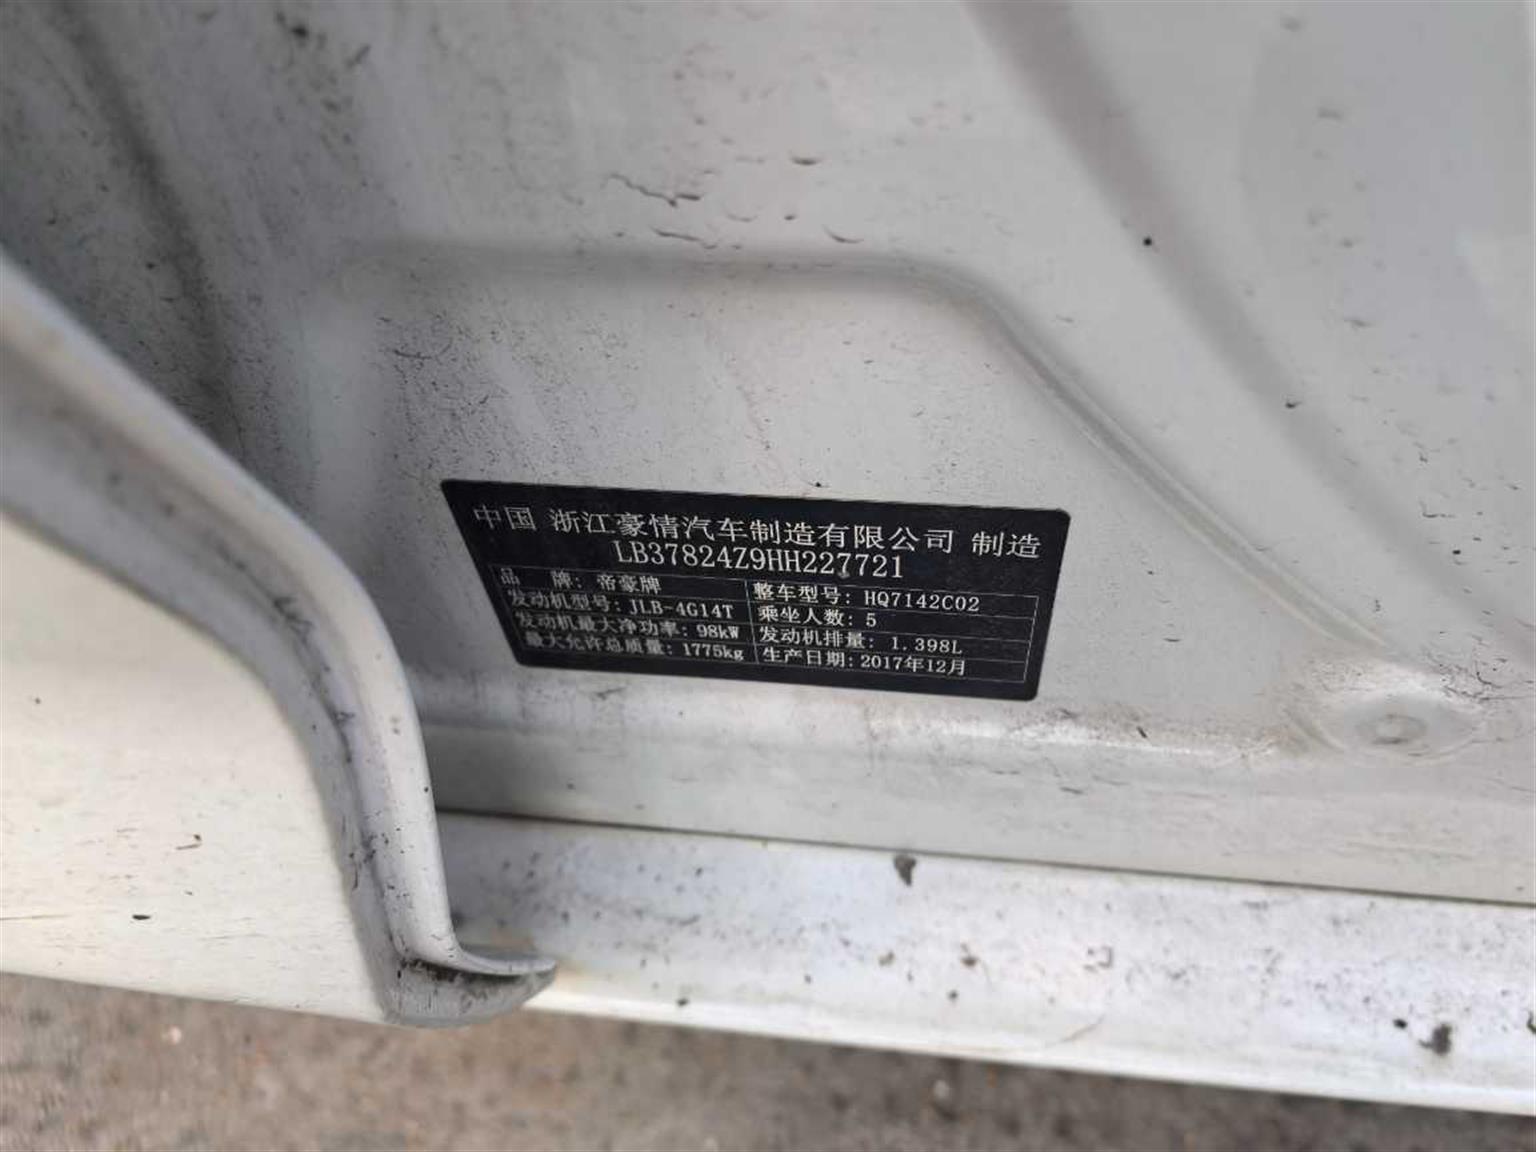 中国 浙江豪情汽车制造有限公司 制造
LB37824Z9HH227721
品 牌: 帝豪牌 整车型号: HQ7142C02
发动机型号: JLB-4G14T 乘坐人数: 5
发动机最大净功率: 98kW 发动机排量: 1.398L
最大允许总质量: 1775kg 生产日期: 2017年12月